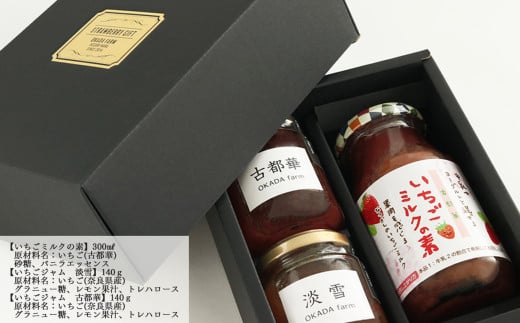 STRAWBERRY GIFT
OKADA FARM
古都華
OKADA farm
淡雪
OKADA farm
いちご
ミルクの素
【いちごミルクの素】300㎖
原材料名：いちご(古都華)
砂糖、バニラエッセンス
【いちごジャム　淡雪】140ｇ
原材料名：いちご(奈良県産)
グラニュー糖、レモン果汁、トレハロース
【いちごジャム　古都華】140ｇ
原材料名：いちご(奈良県産)
グラニュー糖、レモン果汁、トレハロース